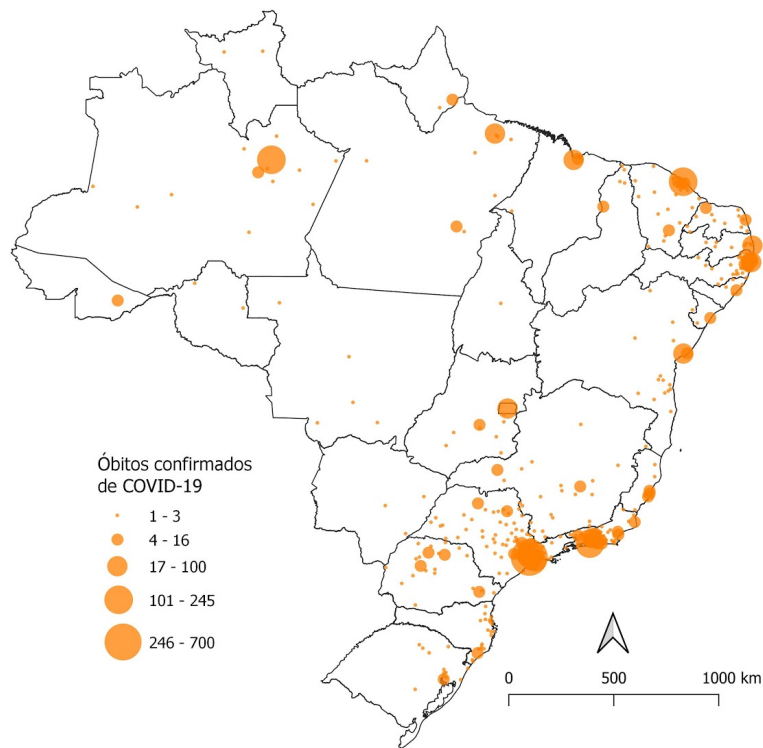 Óbitos confirmados
de COVID-19
1 - 3
4 - 16
17 - 100
101 - 245
246 - 700
0 500 1000 km